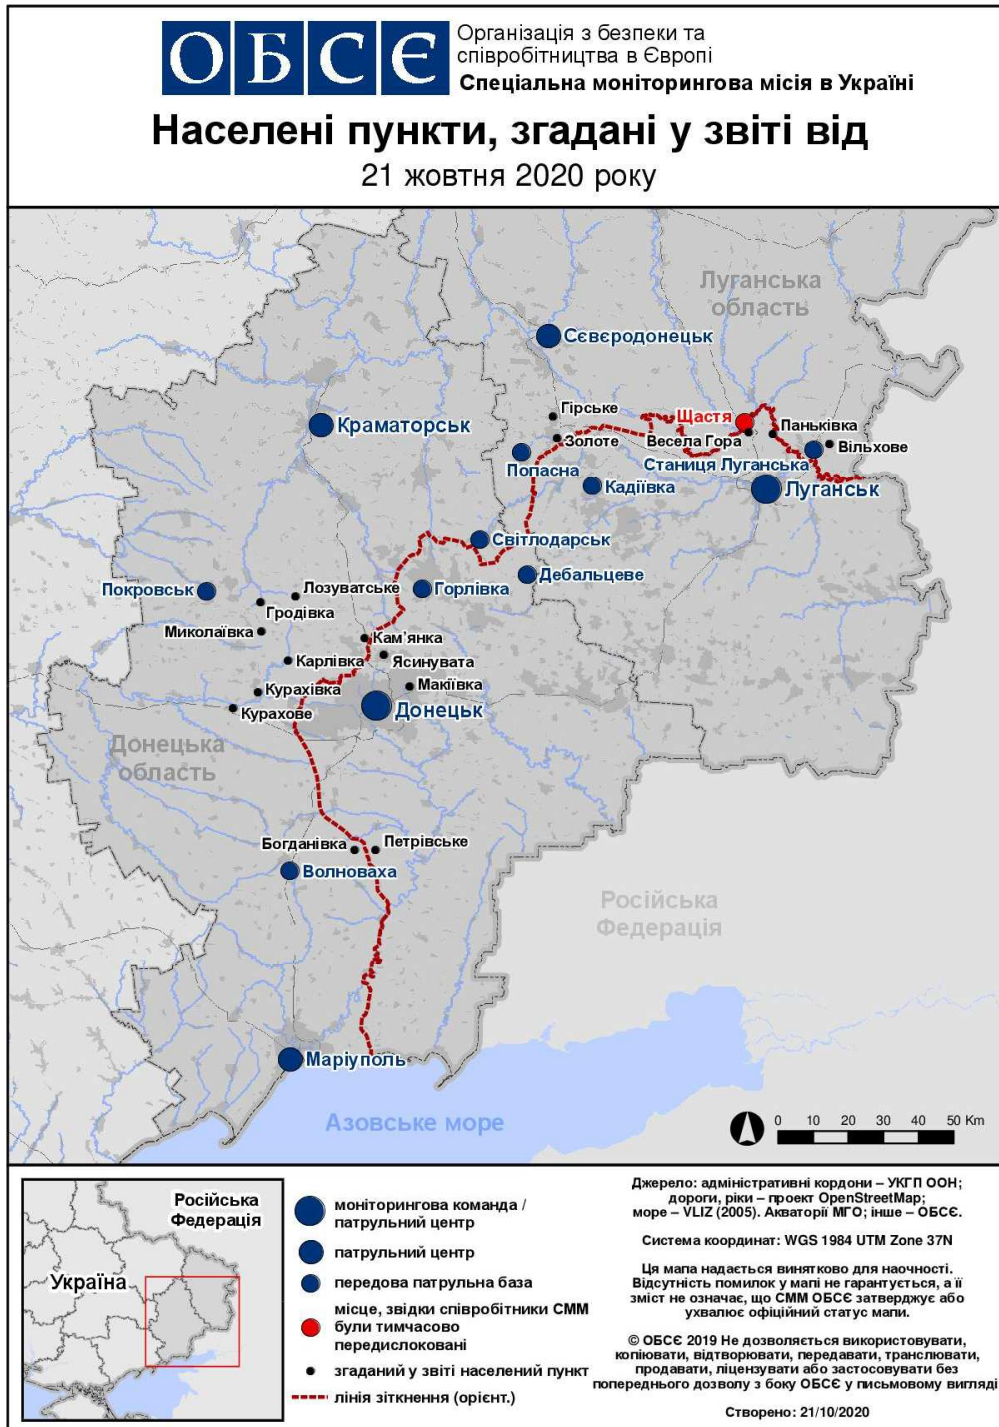 ОБСЄ
Організація з безпеки та
співробітництва в Європі
Спеціальна моніторингова місія в Україні
Населені пункти, згадані у звіті від
21 жовтня 2020 року
Луганська
область
Сєвєродонецьк
Гірське
Щастя
Краматорськ
Золоте
Весела Гора
Паньківка
Вільхове
Попасна
Станиця Луганська
Кадіївка
Луганськ
Світлодарськ
Дебальцеве
Покровськ
Лозуватське
Горлівка
Гродівка
Миколаївка
Кам'янка
Карлівка
Ясинувата
Курахівка
Макіївка
Курахове
Донецьк
Донецька
область
Богданівка
Петрівське
Волноваха
Російська
Федерація
Маріуполь
Азовське море
0 10 20 30 40 50 Km
Російська
Федерація
Україна
моніторингова команда /
патрульний центр
патрульний центр
передова патрульна база
місце, звідки співробітники СММ
були тимчасово
передислоковані
згаданий у звіті населений пункт
лінія зіткнення (орієнт.)
Джерело: адміністративні кордони – УКГП ООН;
дороги, ріки – проект OpenStreetMap;
море – VLIZ (2005). Акваторії МГО; інше – ОБСЄ.
Система координат: WGS 1984 UTM Zone 37N
Ця мапа надається винятково для наочності.
Відсутність помилок у мапі не гарантується, а її
зміст не означає, що СММ ОБСЄ затверджує або
ухвалює офіційний статус мапи.
© ОБСЄ 2019 Не дозволяється використовувати,
копіювати, відтворювати, передавати, транслювати,
продавати, ліцензувати або застосовувати без
попереднього дозволу з боку ОБСЄ у письмовому вигляді
Створено: 21/10/2020